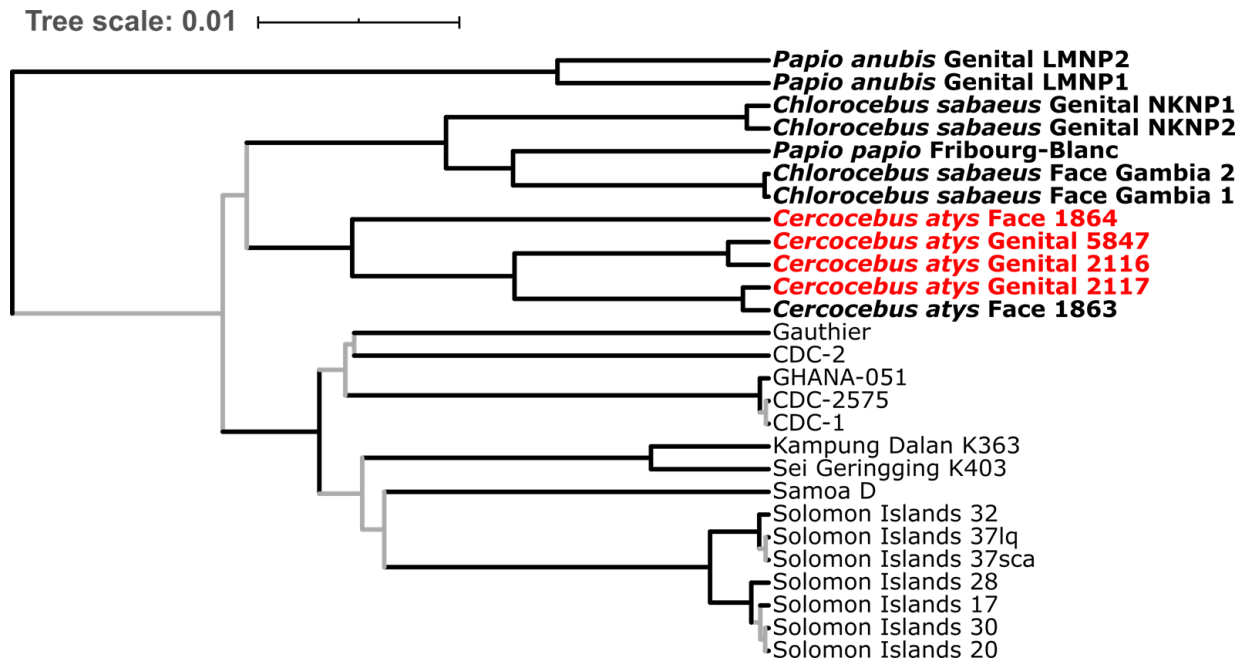 Tree scale: 0.01
Papio anubis Genital LMNP2
Papio anubis Genital LMNP1
Chlorocebus sabaeus Genital NKNP1
Chlorocebus sabaeus Genital NKNP2
Papio papio Fribourg-Blanc
Chlorocebus sabaeus Face Gambia 2
Chlorocebus sabaeus Face Gambia 1
Cercocebus atys Face 1864
Cercocebus atys Genital 5847
Cercocebus atys Genital 2116
Cercocebus atys Genital 2117
Cercocebus atys Face 1863
Gauthier
CDC-2
GHANA-051
CDC-2575
CDC-1
Kampung Dalan K363
Sei Geringging K403
Samoa D
Solomon Islands 32
Solomon Islands 37lq
Solomon Islands 37sca
Solomon Islands 28
Solomon Islands 17
Solomon Islands 30
Solomon Islands 20